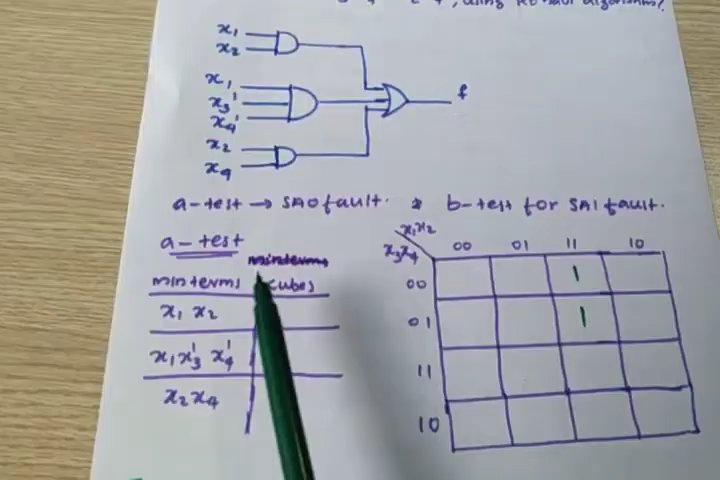 using
x₁
x₂
x₁
x₃'
x₄'
x₂
x₄
f
a-test → SA0 fault. * b-test for SA1 fault.
a-test
minterms cubes
x₁ x₂
x₁x₃' x₄'
x₂x₄
x₁x₂
x₃x₄
00 01 11 10
00 1
01 1
11
10